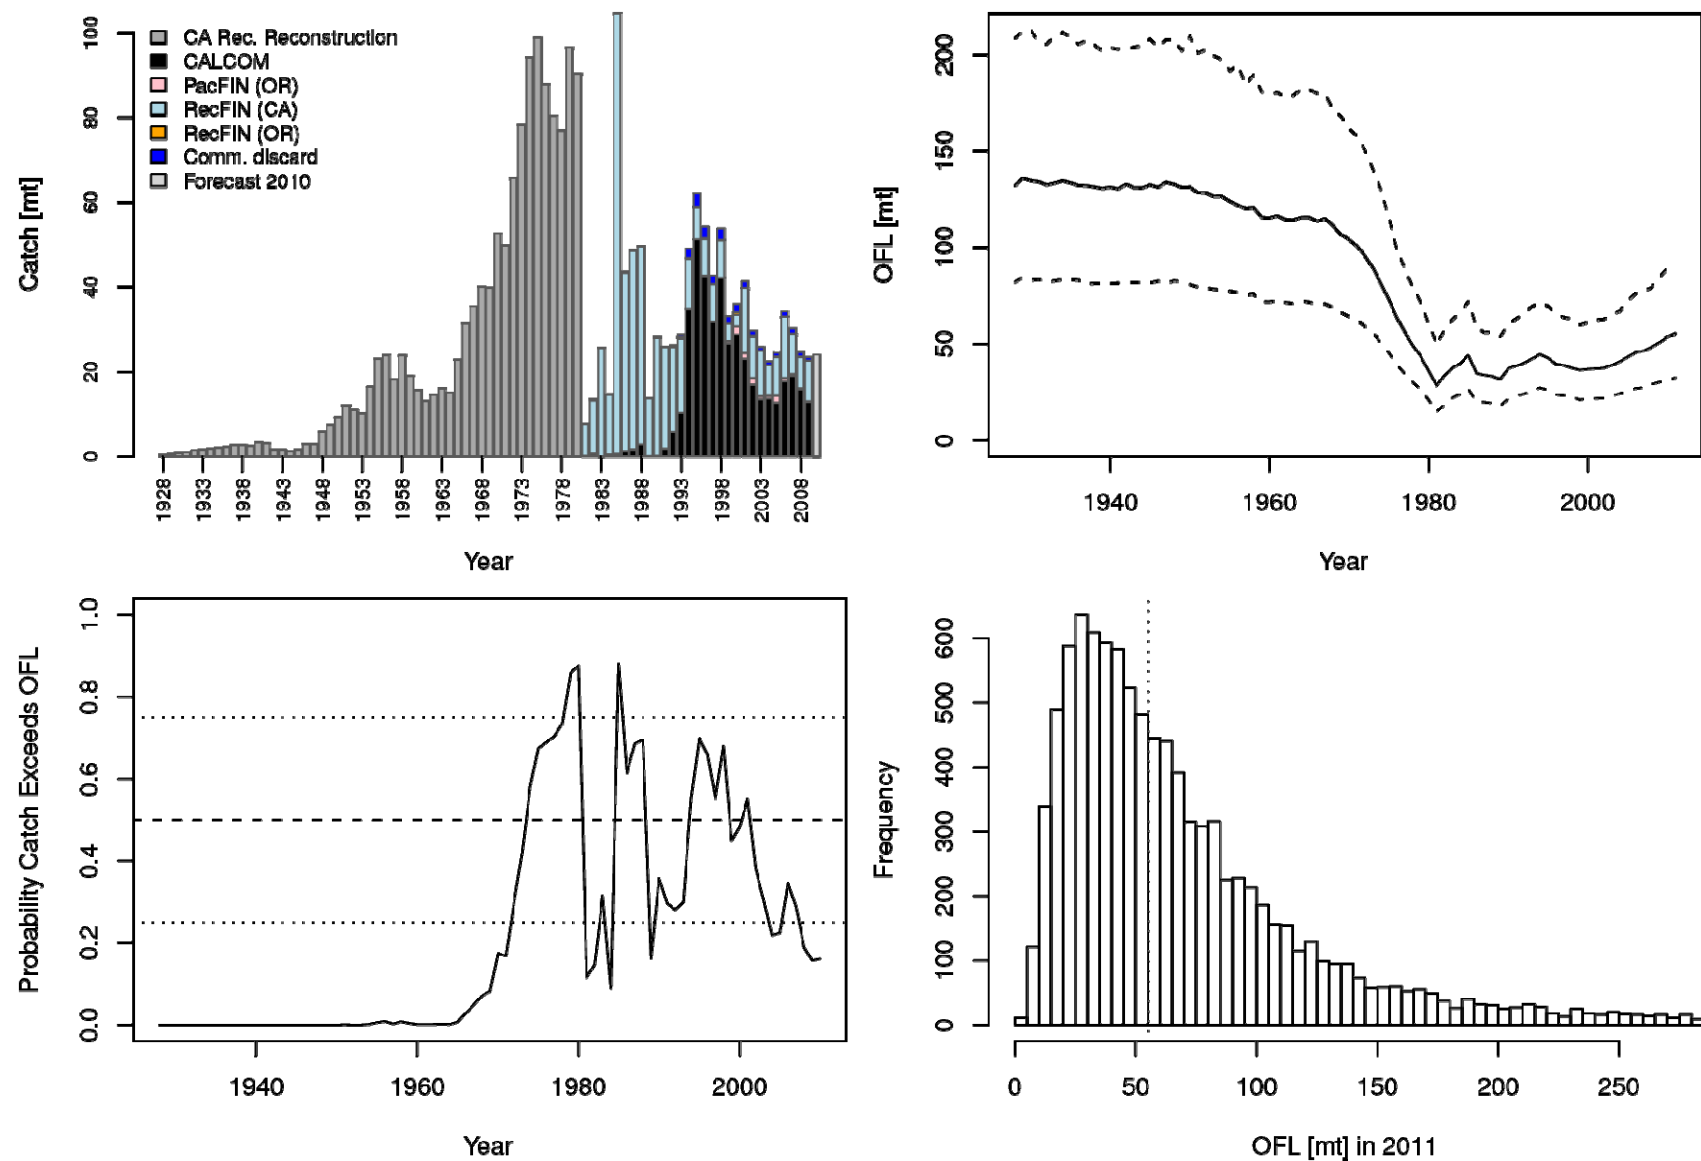 CA Rec. Reconstruction
CALCOM
PacFIN (OR)
RecFIN (CA)
RecFIN (OR)
Comm. discard
Forecast 2010
Catch [mt]
0 20 40 60 80 100
1928 1933 1938 1943 1948 1953 1958 1963 1968 1973 1978 1983 1988 1993 1998 2003 2008
Year
OFL [mt]
0 50 100 150 200
1940 1960 1980 2000
Year
Probability Catch Exceeds OFL
0.0 0.2 0.4 0.6 0.8 1.0
1940 1960 1980 2000
Year
Frequency
0 100 200 300 400 500 600
0 50 100 150 200 250
OFL [mt] in 2011